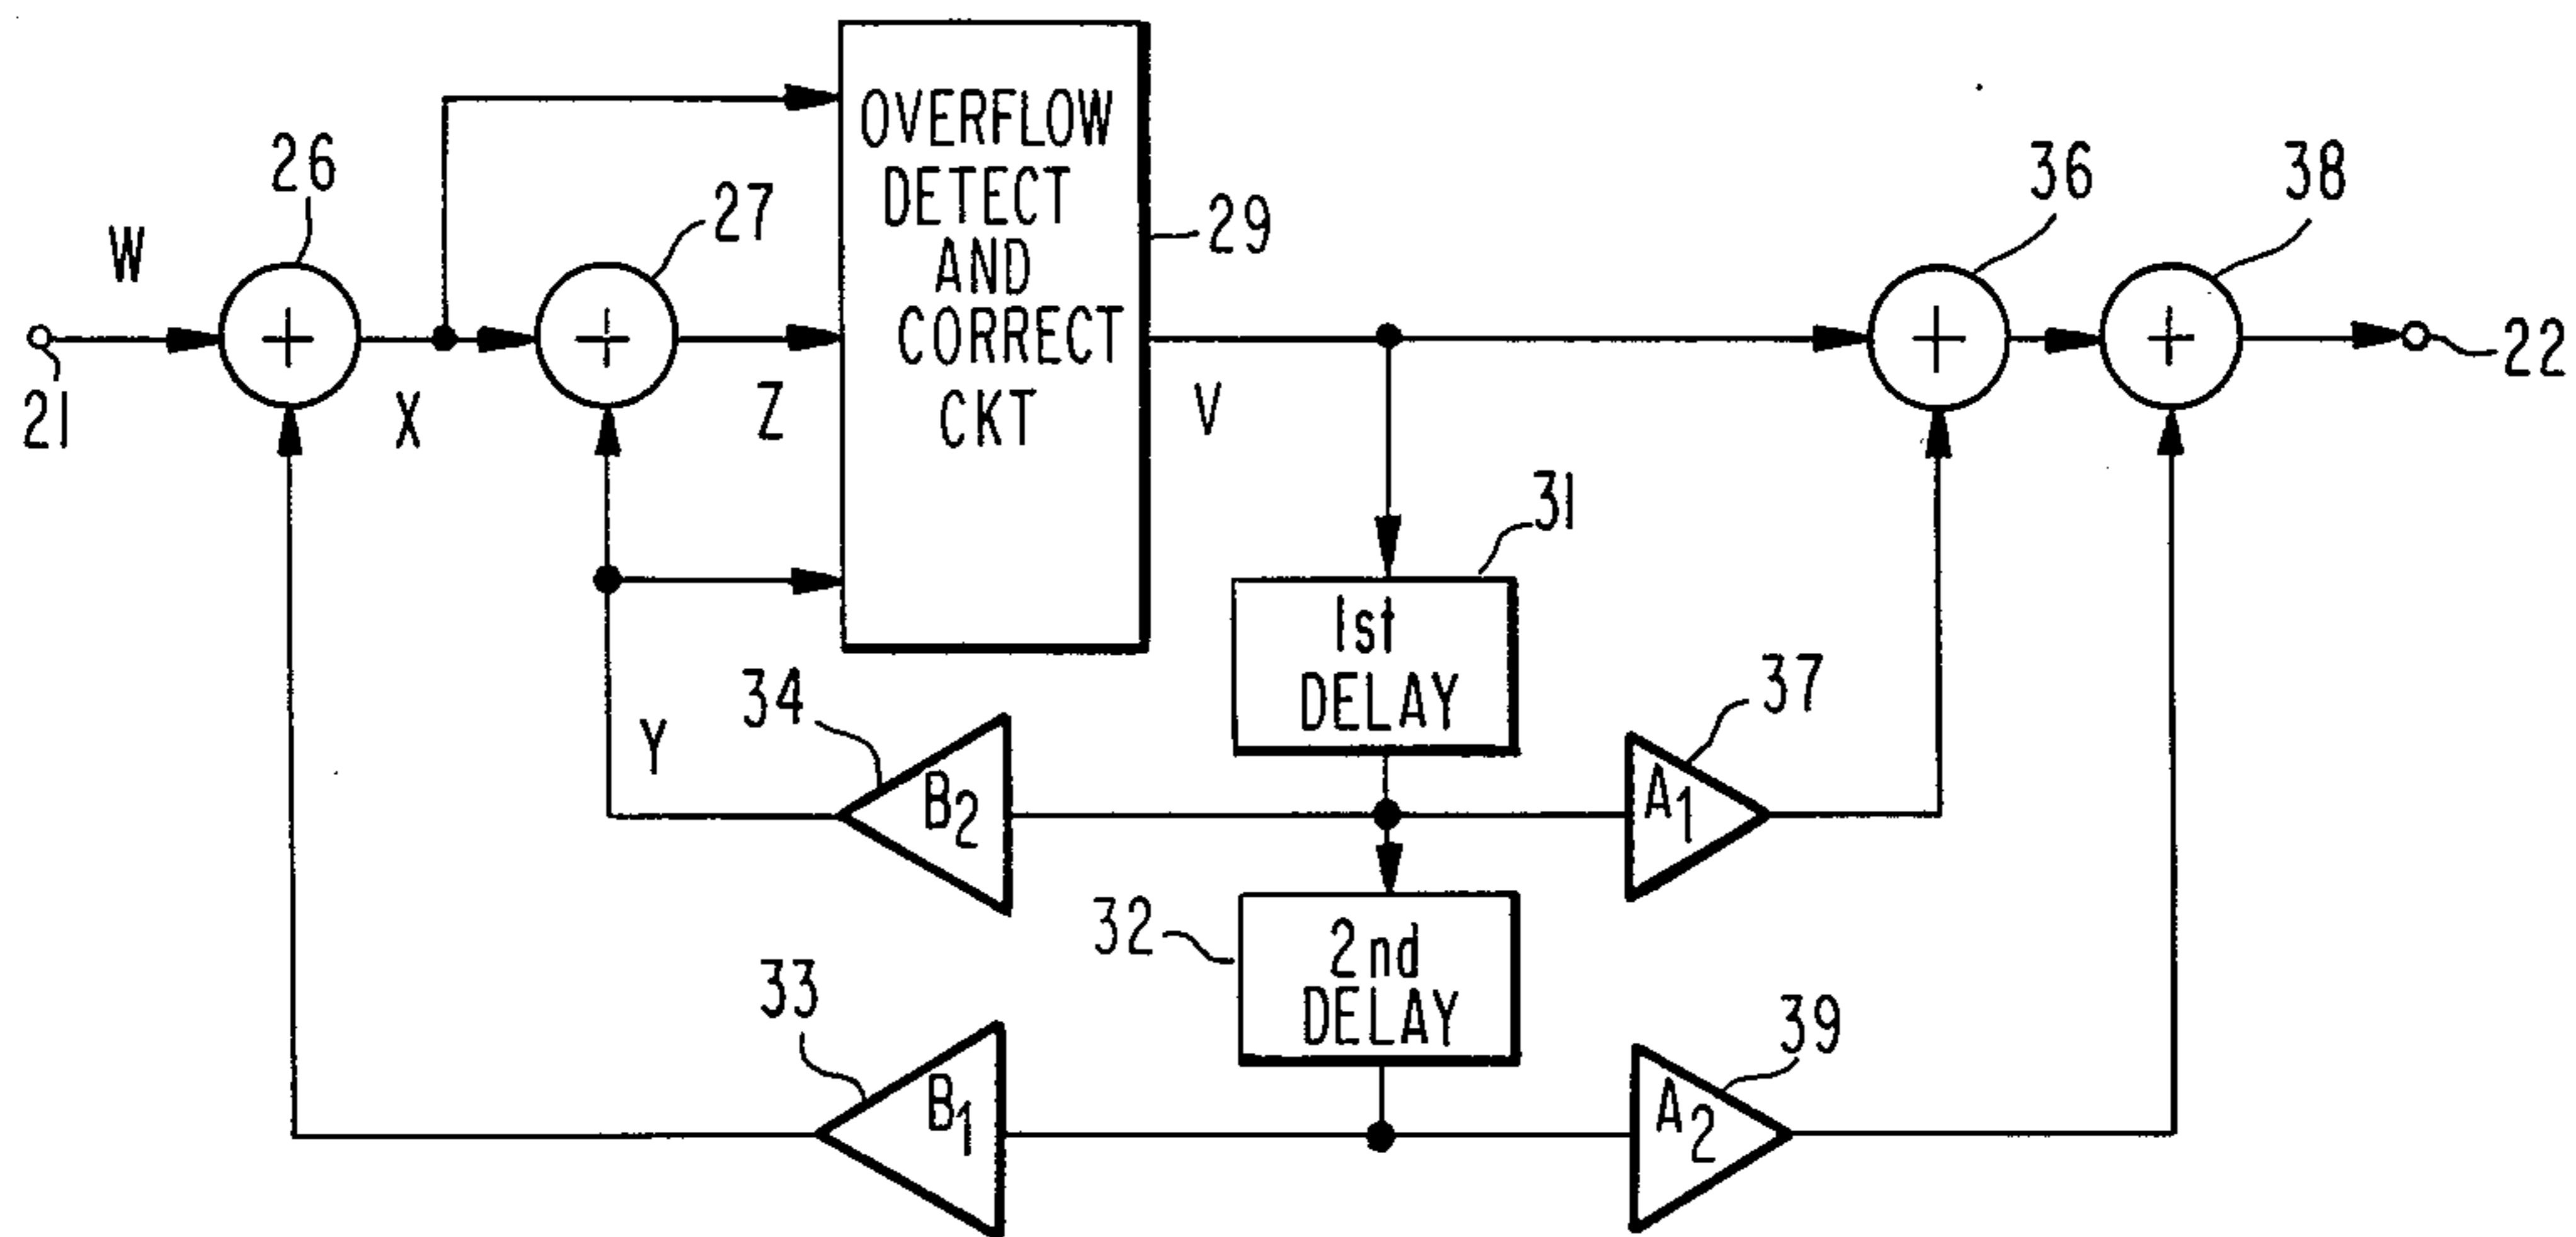 26
W
21
X
27
Z
OVERFLOW
DETECT
AND
CORRECT
CKT
29
V
36
38
22
31
1st
DELAY
34
Y
B2
37
A1
32
2nd
DELAY
33
B1
39
A2